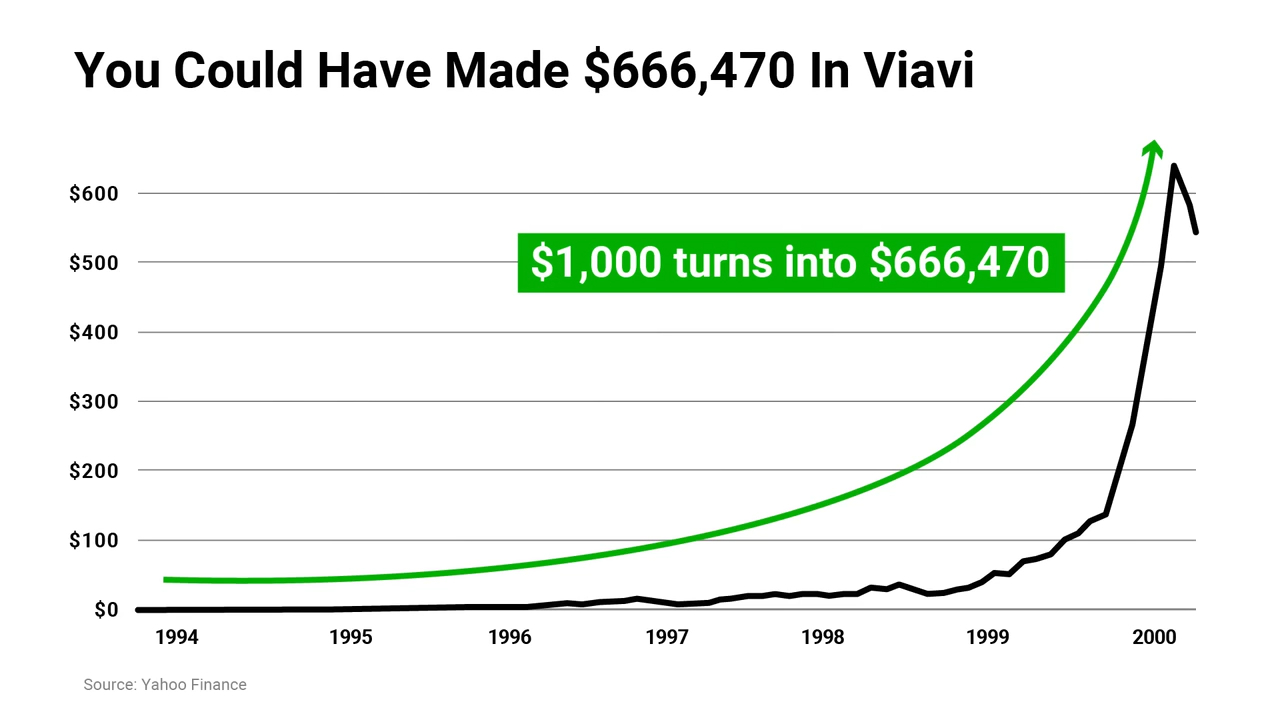 You Could Have Made $666,470 In Viavi
$600
$500
$1,000 turns into $666,470
$400
$300
$200
$100
$0
1994 1995 1996 1997 1998 1999 2000
Source: Yahoo Finance